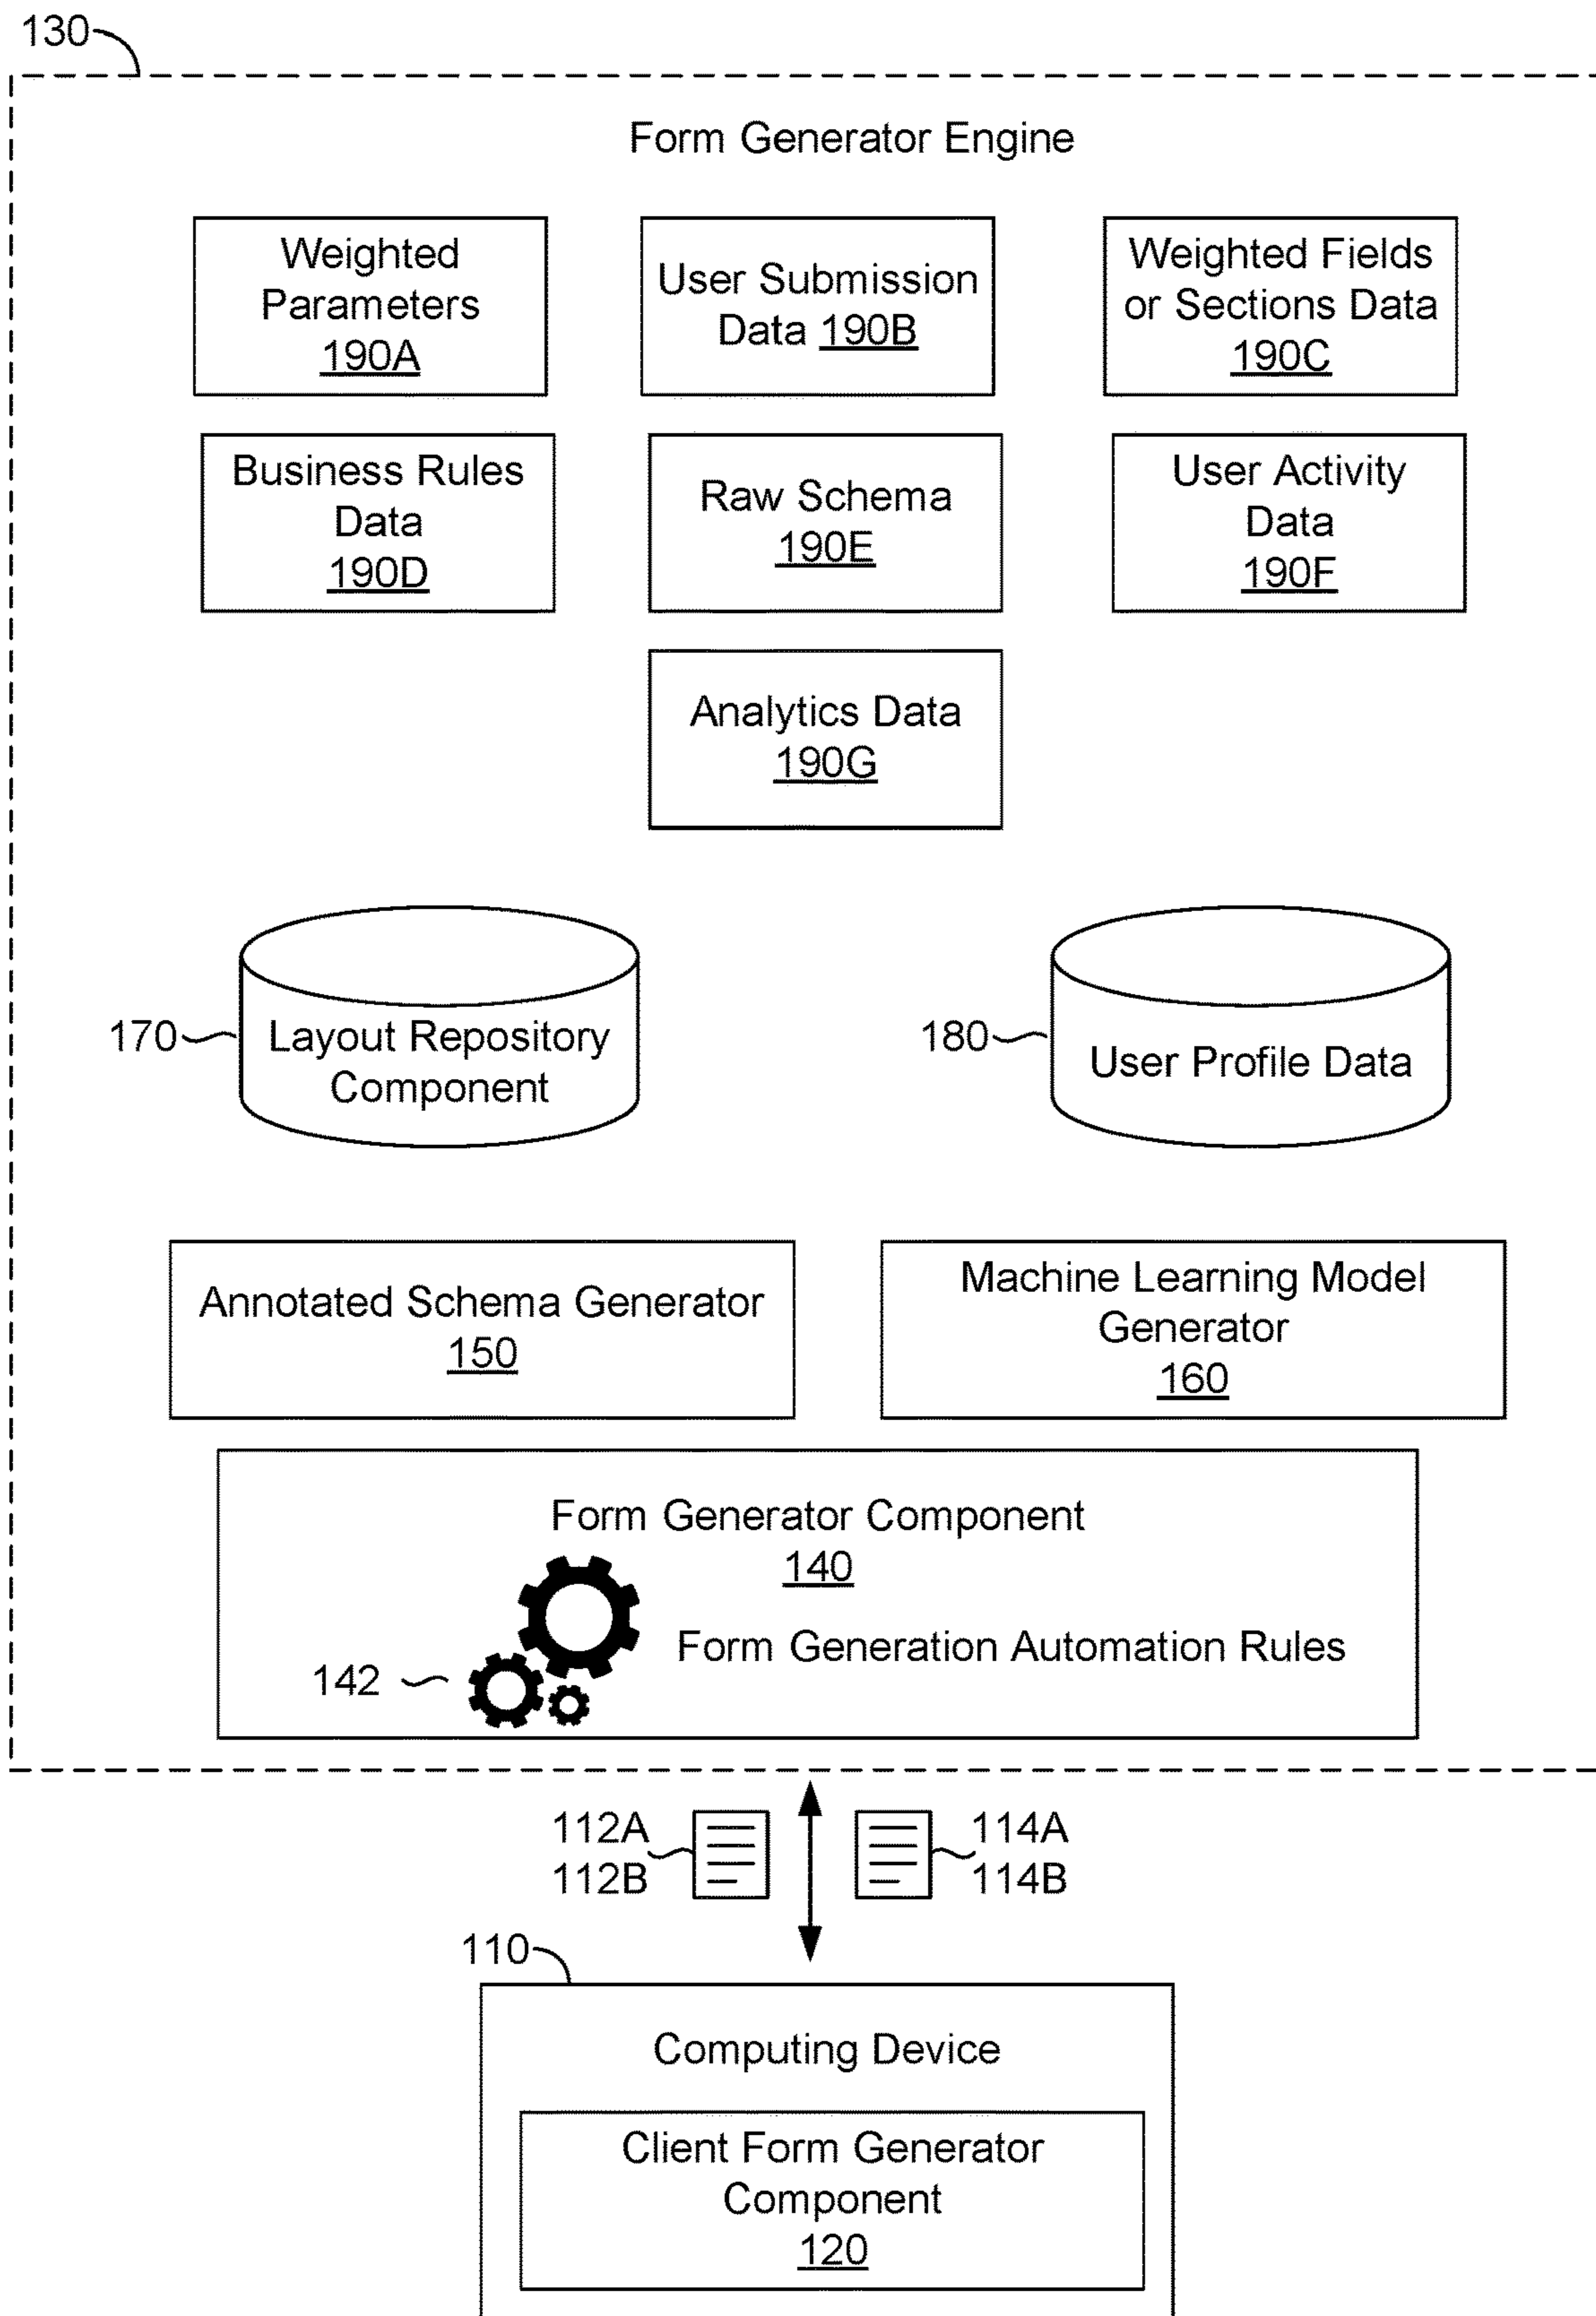 130
Form Generator Engine
Weighted
Parameters
190A
User Submission
Data 190B
Weighted Fields
or Sections Data
190C
Business Rules
Data
190D
Raw Schema
190E
User Activity
Data
190F
Analytics Data
190G
170
Layout Repository
Component
180
User Profile Data
Annotated Schema Generator
150
Machine Learning Model
Generator
160
Form Generator Component
140
Form Generation Automation Rules
142
112A
112B
114A
114B
110
Computing Device
Client Form Generator
Component
120